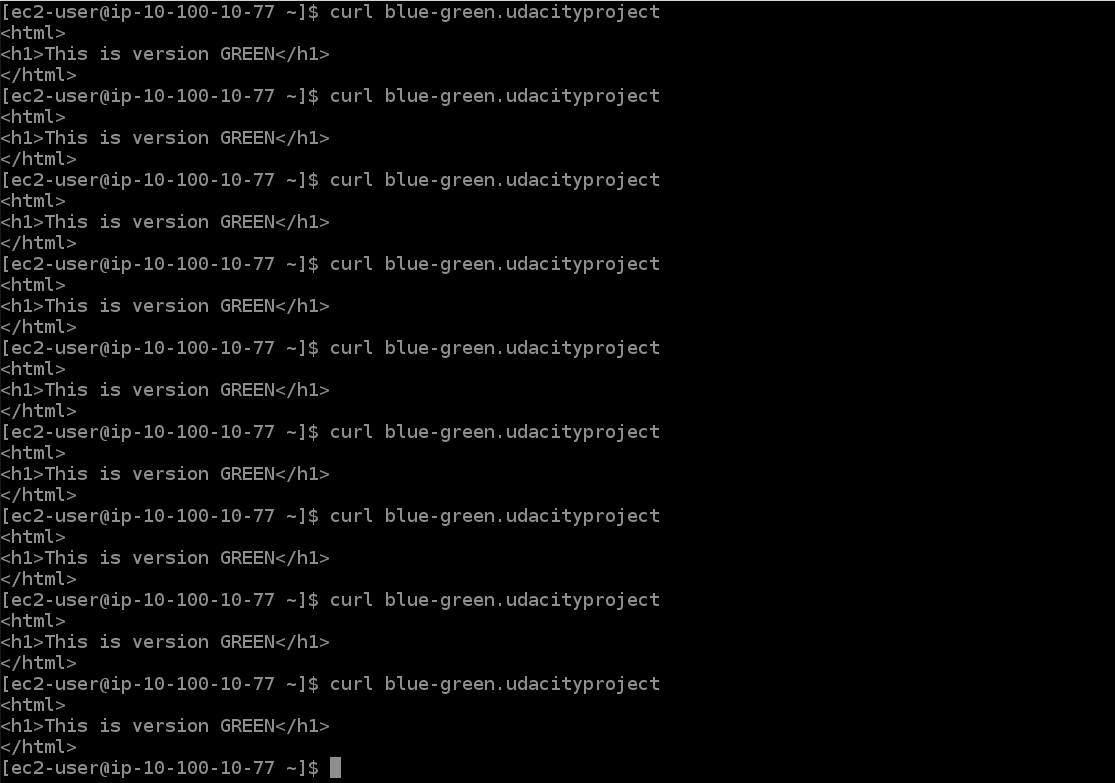 [ec2-user@ip-10-100-10-77 ~]$ curl blue-green.udacityproject
<html>
<h1>This is version GREEN</h1>
</html>
[ec2-user@ip-10-100-10-77 ~]$ curl blue-green.udacityproject
<html>
<h1>This is version GREEN</h1>
</html>
[ec2-user@ip-10-100-10-77 ~]$ curl blue-green.udacityproject
<html>
<h1>This is version GREEN</h1>
</html>
[ec2-user@ip-10-100-10-77 ~]$ curl blue-green.udacityproject
<html>
<h1>This is version GREEN</h1>
</html>
[ec2-user@ip-10-100-10-77 ~]$ curl blue-green.udacityproject
<html>
<h1>This is version GREEN</h1>
</html>
[ec2-user@ip-10-100-10-77 ~]$ curl blue-green.udacityproject
<html>
<h1>This is version GREEN</h1>
</html>
[ec2-user@ip-10-100-10-77 ~]$ curl blue-green.udacityproject
<html>
<h1>This is version GREEN</h1>
</html>
[ec2-user@ip-10-100-10-77 ~]$ curl blue-green.udacityproject
<html>
<h1>This is version GREEN</h1>
</html>
[ec2-user@ip-10-100-10-77 ~]$ curl blue-green.udacityproject
<html>
<h1>This is version GREEN</h1>
</html>
[ec2-user@ip-10-100-10-77 ~]$